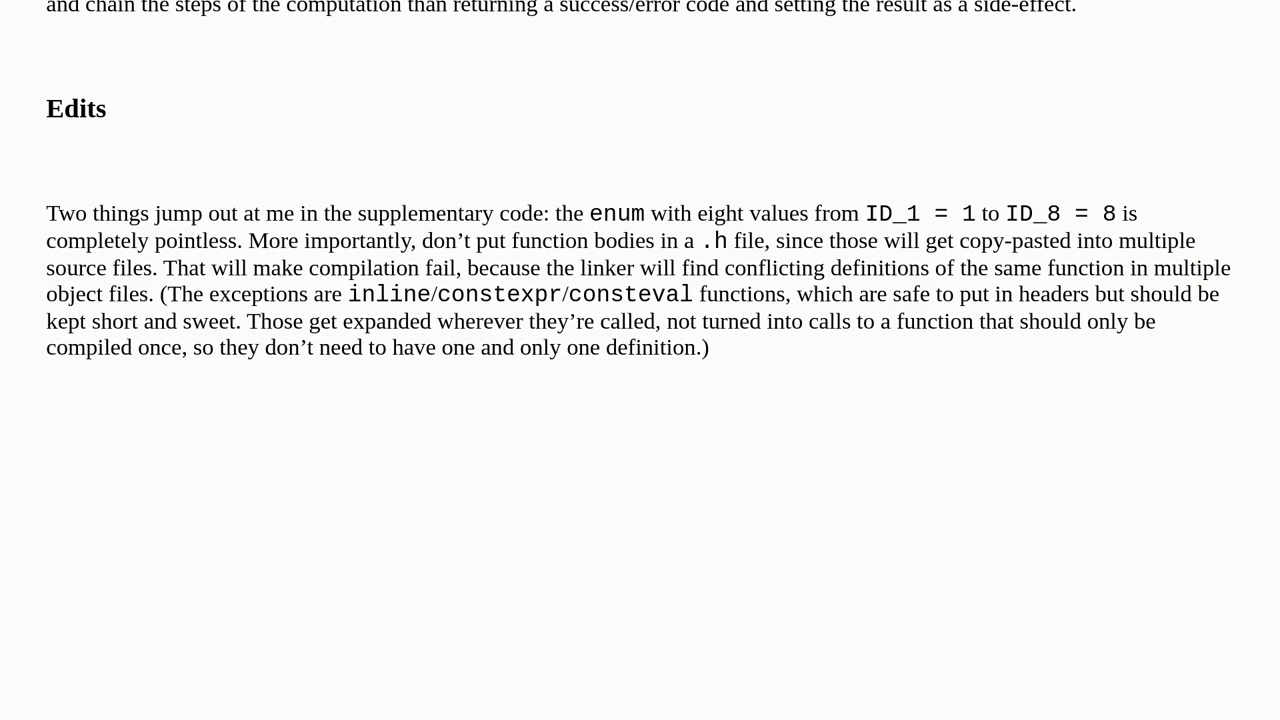 and chain the steps of the computation than returning a success/error code and setting the result as a side-effect.
Edits
Two things jump out at me in the supplementary code: the enum with eight values from ID_1 = 1 to ID_8 = 8 is
completely pointless. More importantly, don’t put function bodies in a .h file, since those will get copy-pasted into multiple
source files. That will make compilation fail, because the linker will find conflicting definitions of the same function in multiple
object files. (The exceptions are inline/constexpr/consteval functions, which are safe to put in headers but should be
kept short and sweet. Those get expanded wherever they’re called, not turned into calls to a function that should only be
compiled once, so they don’t need to have one and only one definition.)